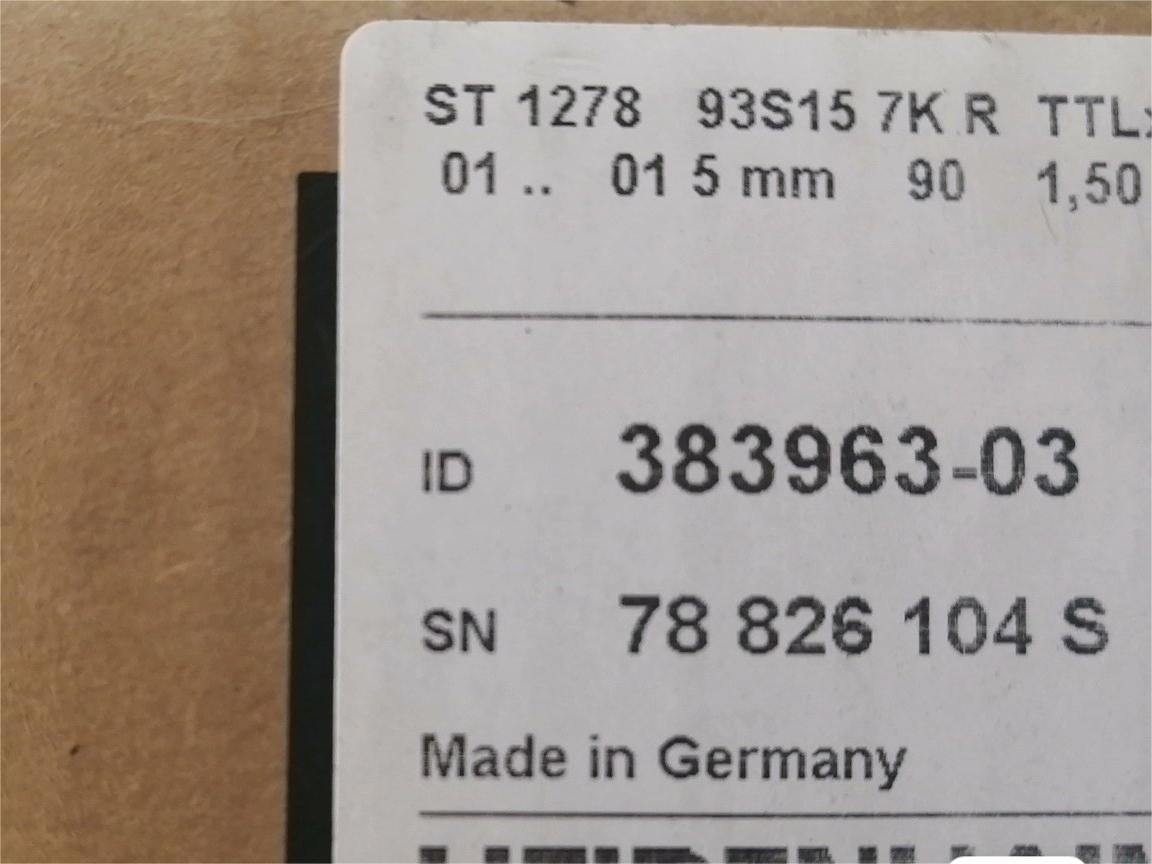 ST 1278 93S15 7K R TTL
01 .. 01 5 mm 90 1,50
ID 383963-03
SN 78 826 104 S
Made in Germany